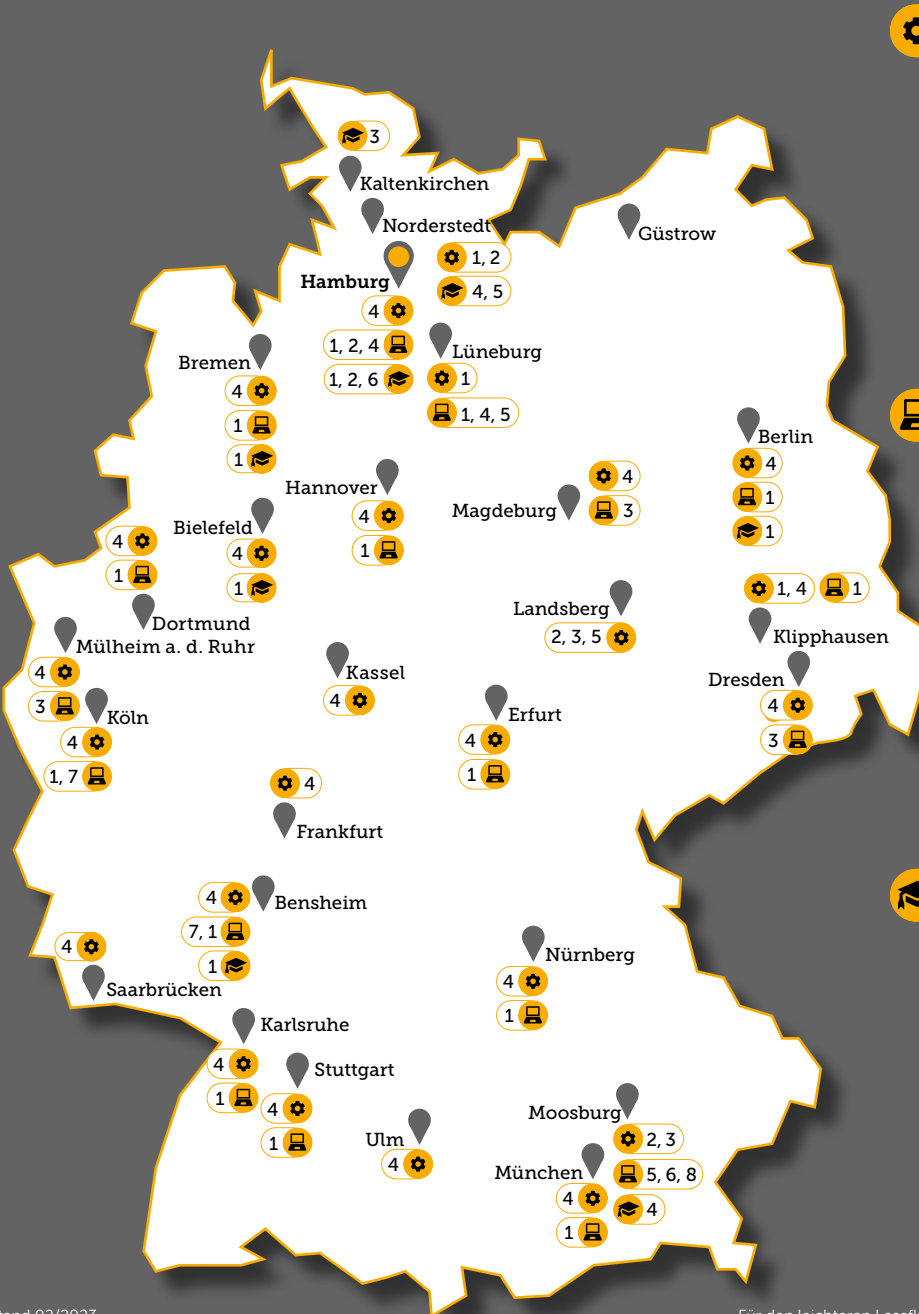 3
Kaltenkirchen
Norderstedt
1, 2
4, 5
Güstrow
Hamburg
4
1, 2, 4
1, 2, 6
Lüneburg
1
1, 4, 5
Bremen
4
1
1
Berlin
4
1
1
Hannover
4
1
Magdeburg
4
3
Bielefeld
4
1
4
1
Dortmund
1, 4
1
Klipphausen
Landsberg
2, 3, 5
Mülheim a. d. Ruhr
4
3
Kassel
4
Dresden
4
3
Köln
4
1, 7
Erfurt
4
1
4
Frankfurt
Bensheim
4
7, 1
1
4
Saarbrücken
Nürnberg
4
1
Karlsruhe
4
1
Stuttgart
4
1
Ulm
4
Moosburg
2, 3
5, 6, 8
4
München
4
1